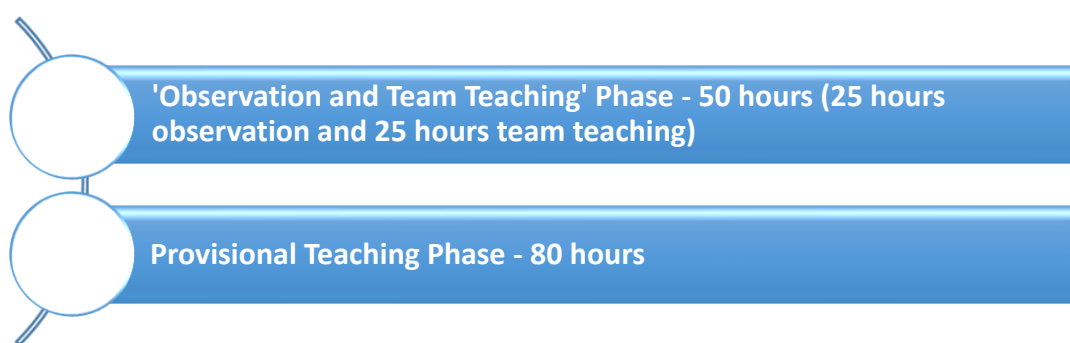 'Observation and Team Teaching' Phase - 50 hours (25 hours
observation and 25 hours team teaching)
Provisional Teaching Phase - 80 hours